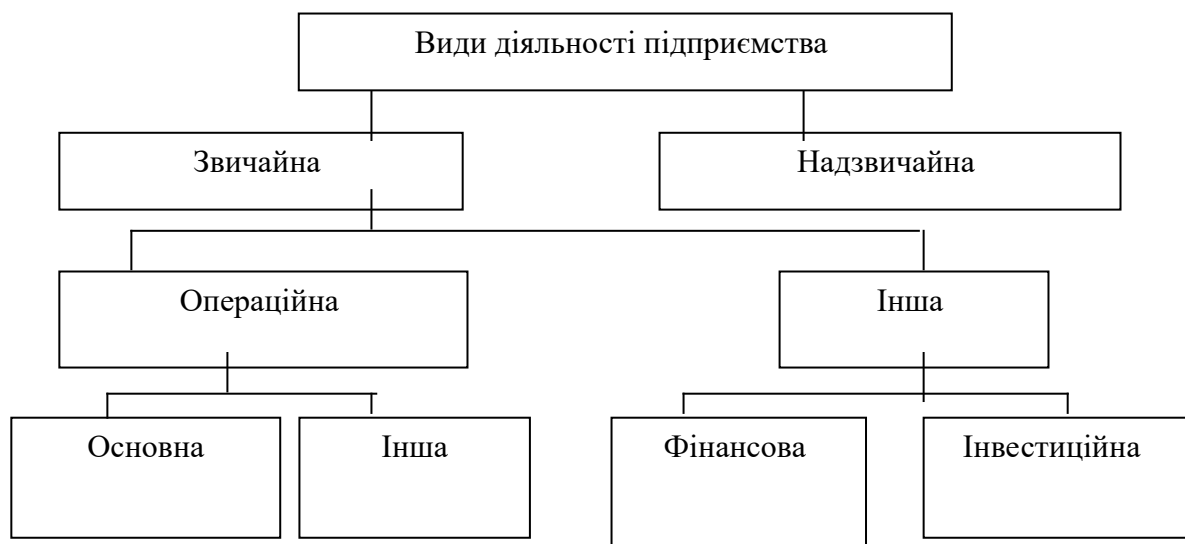 Види діяльності підприємства
Звичайна
Надзвичайна
Операційна
Інша
Основна
Інша
Фінансова
Інвестиційна